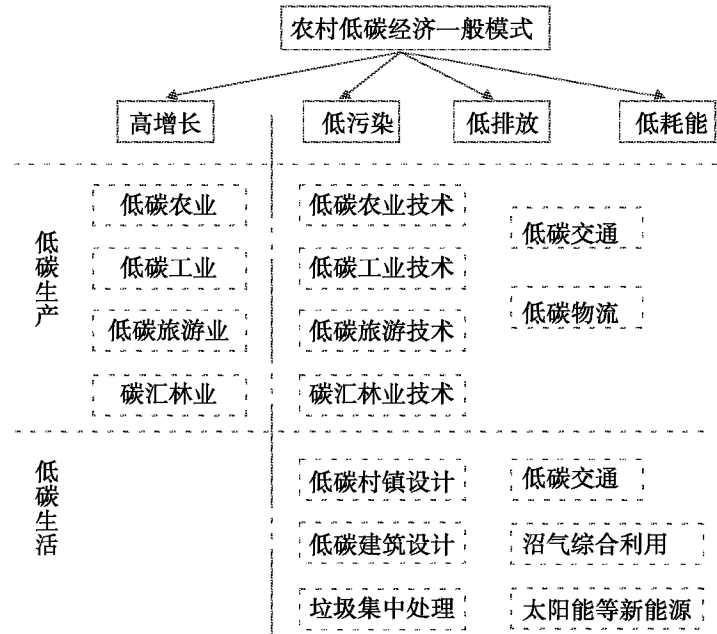 农村低碳经济一般模式
高增长
低污染
低排放
低耗能
低碳生产
低碳农业
低碳农业技术
低碳交通
低碳工业
低碳工业技术
低碳物流
低碳旅游业
低碳旅游技术
碳汇林业
碳汇林业技术
低碳生活
低碳村镇设计
低碳交通
低碳建筑设计
沼气综合利用
垃圾集中处理
太阳能等新能源